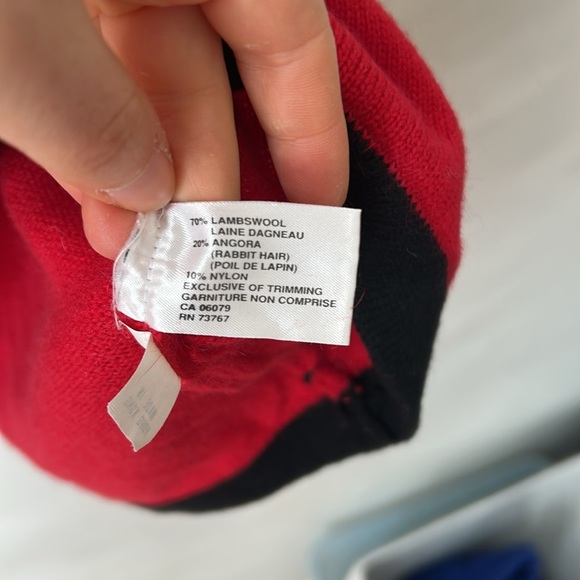 70% LAMBSWOOL
LAINE DAGNEAU
20% ANGORA
(RABBIT HAIR)
(POIL DE LAPIN)
10% NYLON
EXCLUSIVE OF TRIMMING
GARNITURE NON COMPRISE
CA 06079
RN 73767